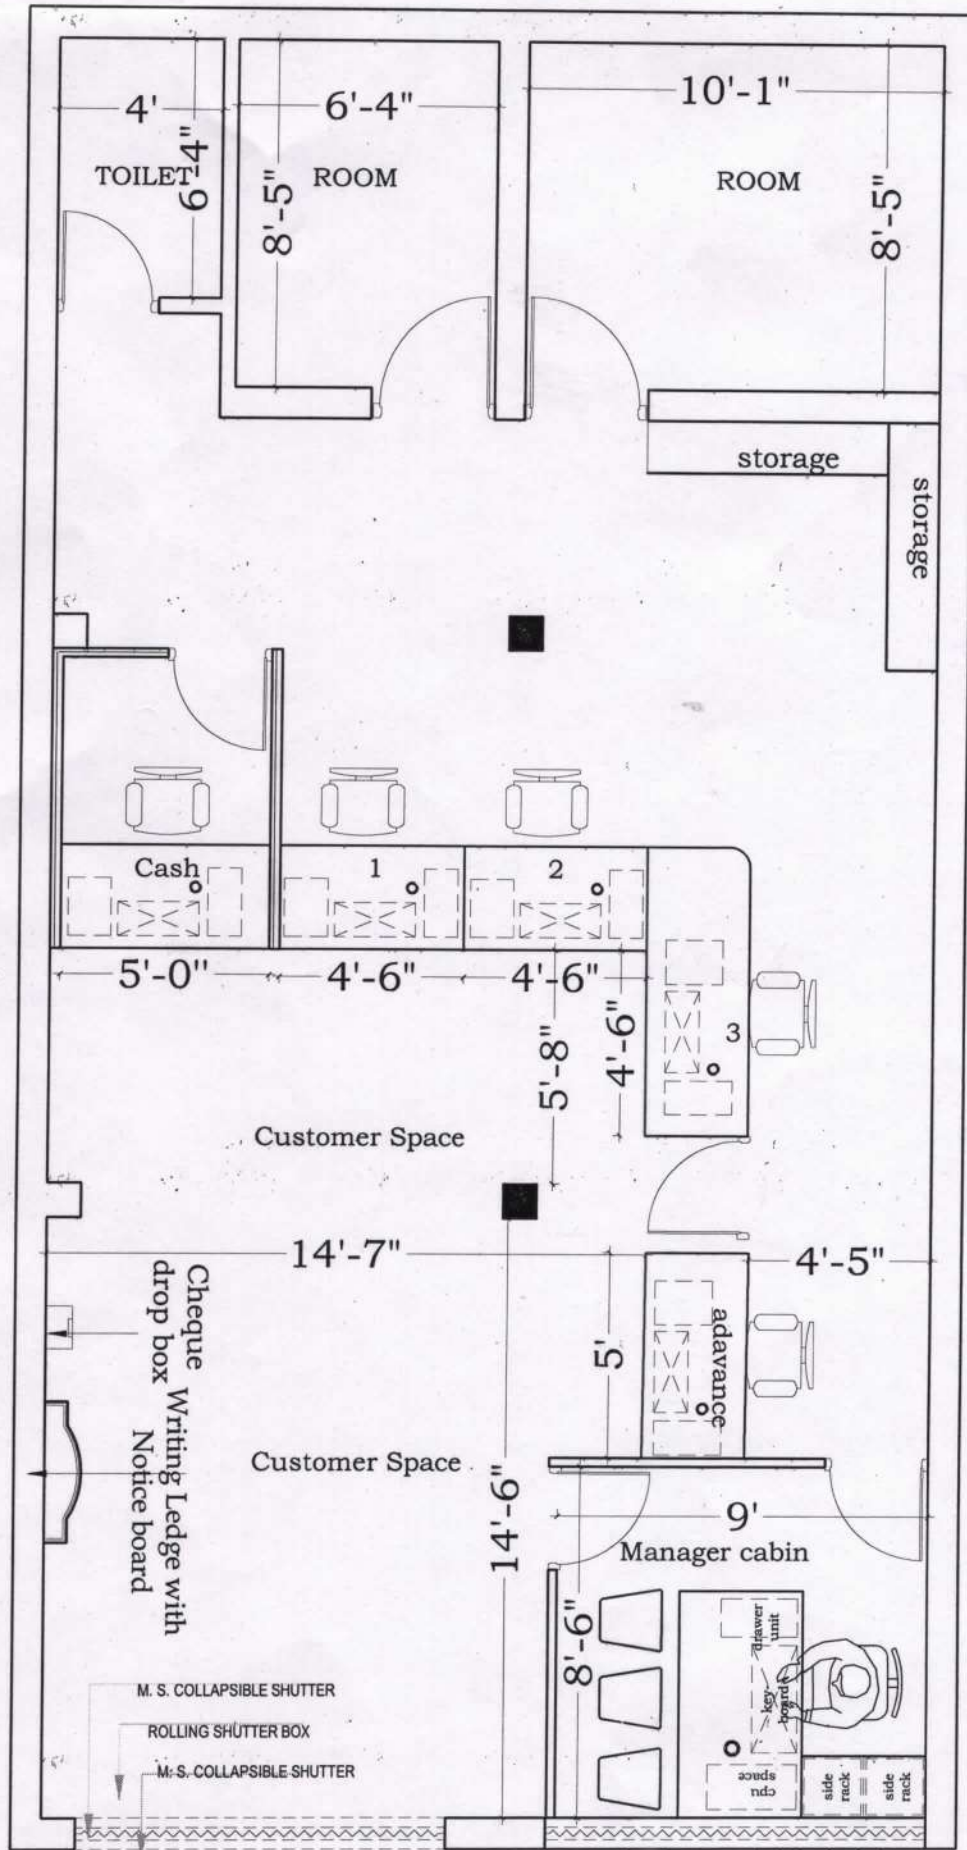 4'
6'-4"
10'-1"
TOILET
6'-4"
ROOM
8'-5"
ROOM
8'-5"
storage
storage
Cash
1
2
5'-0"
4'-6"
4'-6"
3
4'-6"
5'-8"
Customer Space
14'-7"
4'-5"
Cheque
drop box
Writing Ledge with
Notice board
5'
adavance
Customer Space
14'-6"
9'
Manager cabin
8'-6"
drawer
unit
key
board
cpu
space
side
rack
side
rack
M. S. COLLAPSIBLE SHUTTER
ROLLING SHUTTER BOX
M. S. COLLAPSIBLE SHUTTER